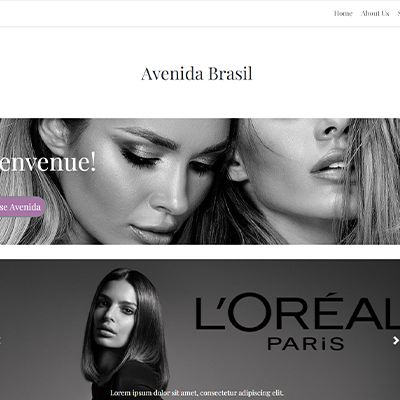 Home About Us
Avenida Brasil
envenue!
se Avenida
L'ORÉAL
PARiS
Lorem ipsum dolor sit amet, consectetur adipiscing elit.